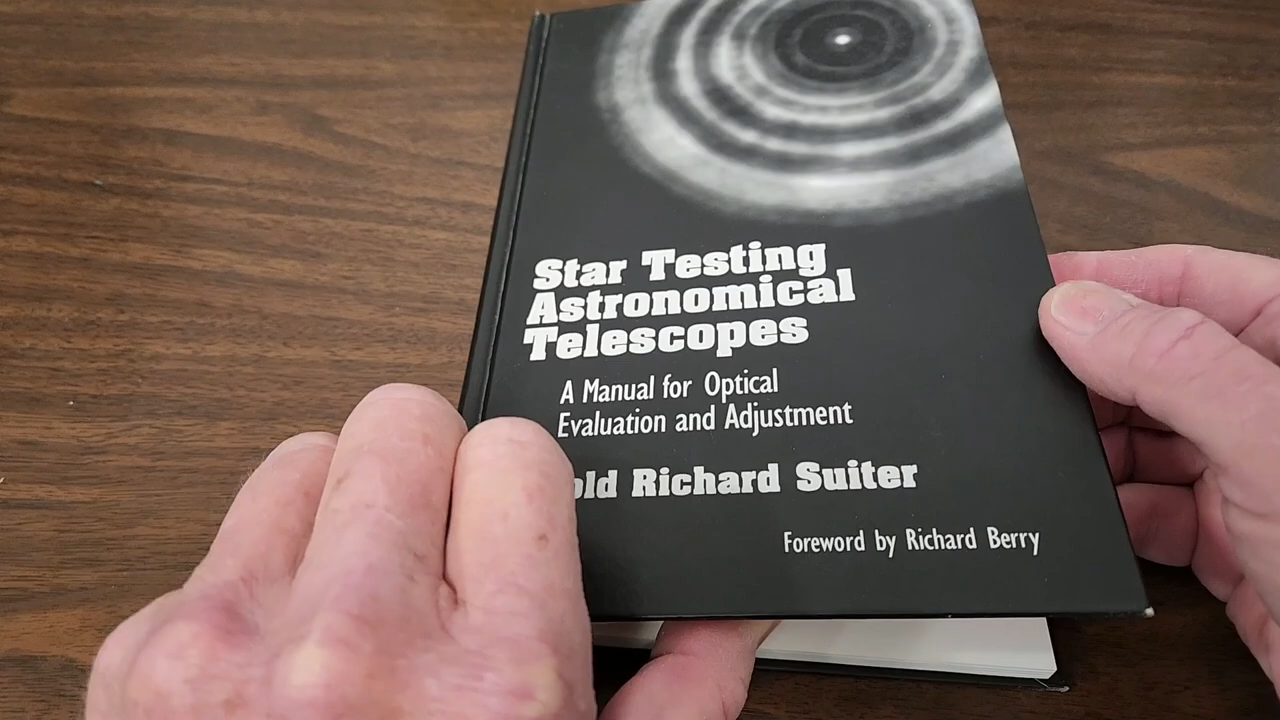 Star Testing
Astronomical
Telescopes
A Manual for Optical
Evaluation and Adjustment
Richard Suiter
Foreword by Richard Berry